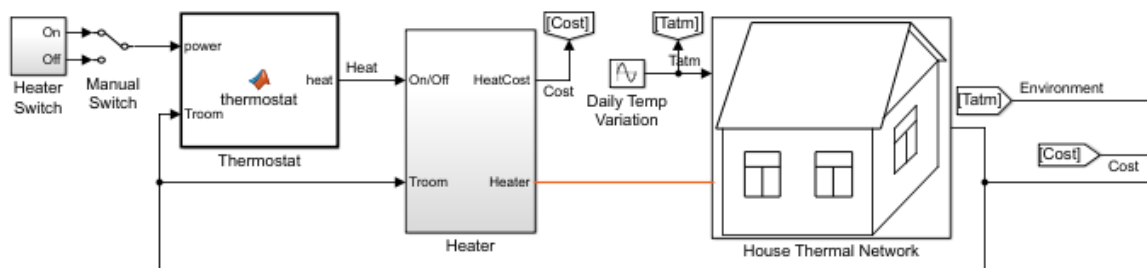 On
Off
Heater
Switch
Manual
Switch
power
heat
thermostat
Troom
Thermostat
Heat
On/Off
HeatCost
Troom
Heater
Heater
[Cost]
Cost
[Tatm]
Tatm
Daily Temp
Variation
House Thermal Network
[Tatm]
Environment
[Cost]
Cost